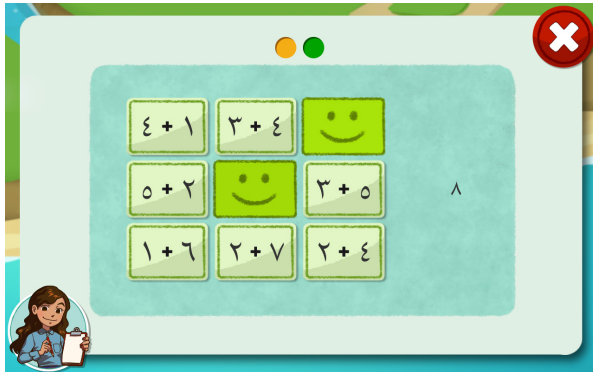 ٤ + ١
٣ + ٤
٥ + ٢
٣ + ٥
٨
١ + ٦
٢ + ٧
٢ + ٤